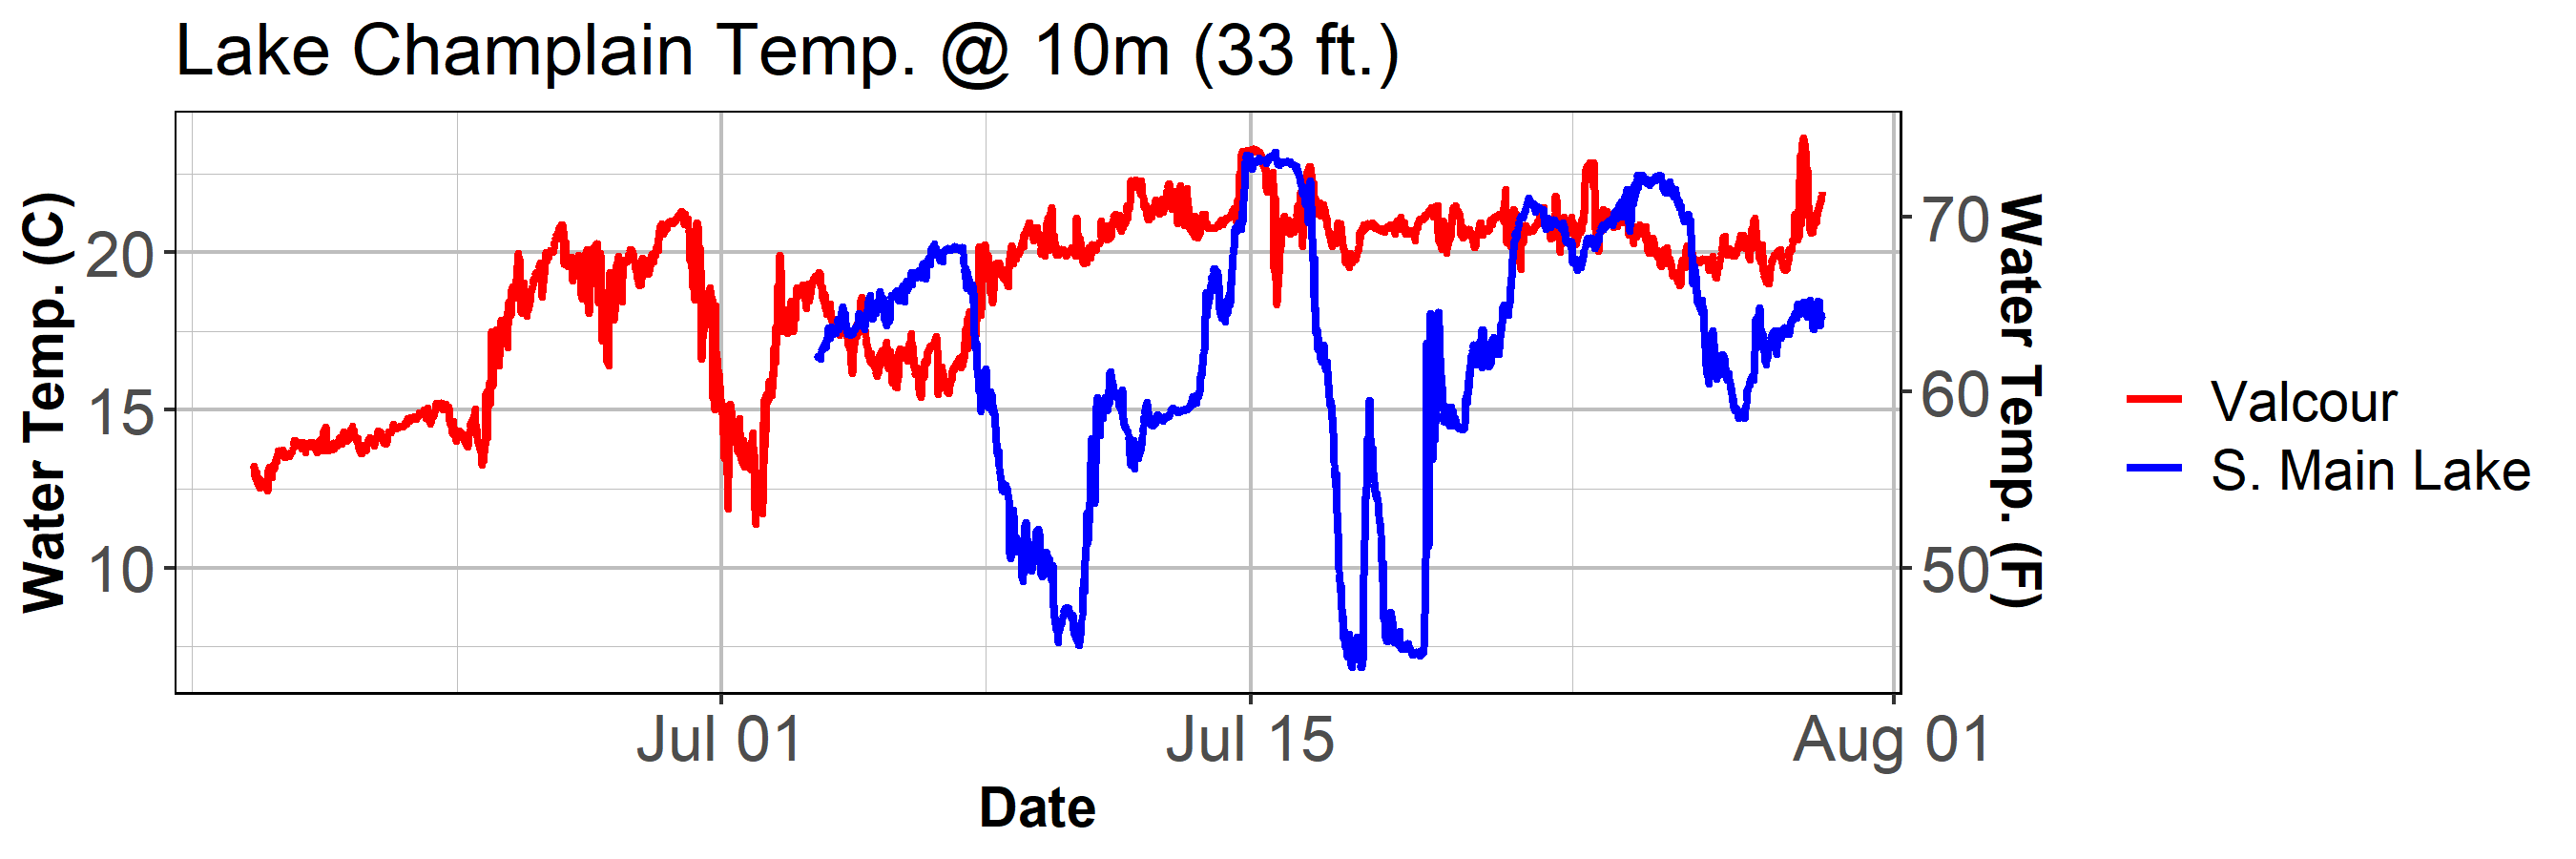 Lake Champlain Temp. @ 10m (33 ft.)
Water Temp. (C)
20
15
10
70
60
50
Water Temp. (F)
Jul 01
Jul 15
Aug 01
Date
Valcour
S. Main Lake